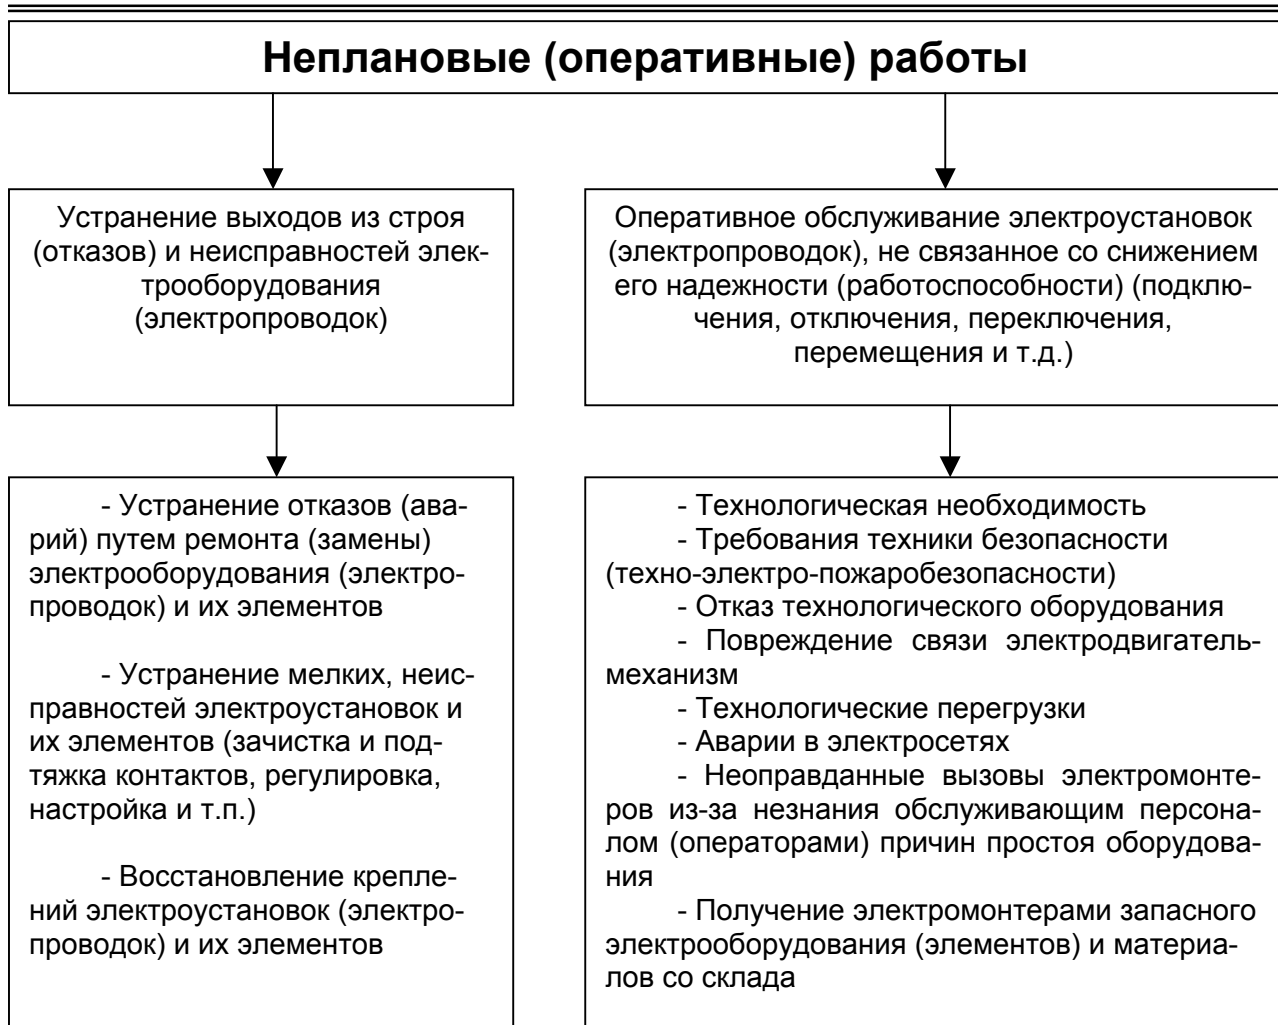 Неплановые (оперативные) работы
Устранение выходов из строя
(отказов) и неисправностей элек-
трооборудования
(электропроводок)
Оперативное обслуживание электроустановок
(электропроводок), не связанное со снижением
его надежности (работоспособности) (подклю-
чения, отключения, переключения,
перемещения и т.д.)
- Устранение отказов (ава-
рий) путем ремонта (замены)
электрооборудования (электро-
проводок) и их элементов
- Устранение мелких, неис-
правностей электроустановок и
их элементов (зачистка и под-
тяжка контактов, регулировка,
настройка и т.п.)
- Восстановление крепле-
ний электроустановок (электро-
проводок) и их элементов
- Технологическая необходимость
- Требования техники безопасности
(техно-электро-пожаробезопасности)
- Отказ технологического оборудования
- Повреждение связи электродвигатель-
механизм
- Технологические перегрузки
- Аварии в электросетях
- Неоправданные вызовы электромонте-
ров из-за незнания обслуживающим персона-
лом (операторами) причин простоя оборудова-
ния
- Получение электромонтерами запасного
электрооборудования (элементов) и материа-
лов со склада